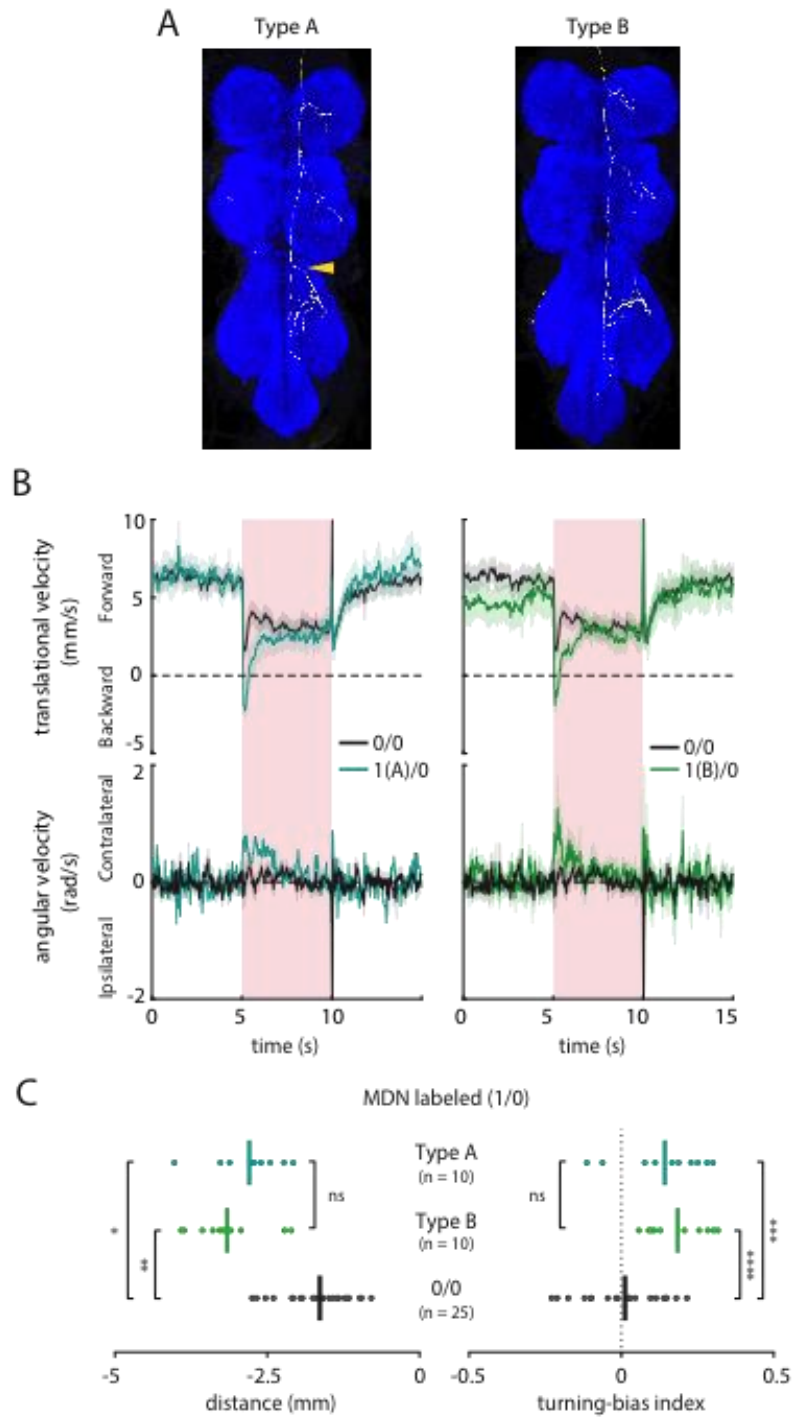 A
Type A
Type B
B
translational velocity
(mm/s)
Backward
Forward
10
5
0
-5
0/0
1(A)/0
0/0
1(B)/0
angular velocity
(rad/s)
Ipsilateral
Contralateral
2
0
-2
0
5
10
0
5
10
15
time (s)
time (s)
C
MDN labeled (1/0)
Type A
(n = 10)
ns
ns
Type B
(n = 10)
*
**
***
****
0/0
(n = 25)
-5
-2.5
0
-0.5
0
0.5
distance (mm)
turning-bias index